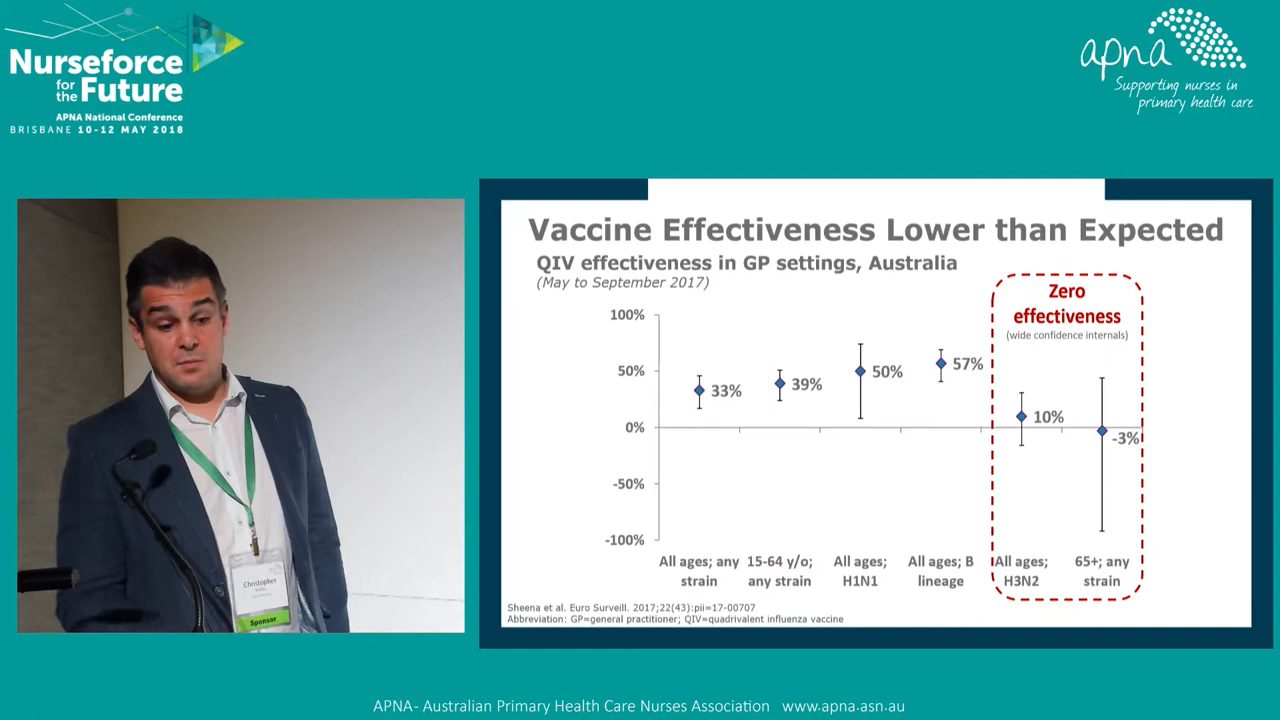 Nurseforce
for the Future
APNA National Conference
BRISBANE 10-12 MAY 2018
apna
Supporting nurses in
primary health care
Christopher
Sponsor
Vaccine Effectiveness Lower than Expected
QIV effectiveness in GP settings, Australia
(May to September 2017)
Zero
effectiveness
(wide confidence internals)
100%
50%
0%
-50%
-100%
33%
39%
50%
57%
10%
-3%
All ages; any
strain
15-64 y/o;
any strain
All ages;
H1N1
All ages; B
lineage
All ages;
H3N2
65+; any
strain
Sheena et al. Euro Surveill. 2017;22(43):pii=17-00707
Abbreviation: GP=general practitioner; QIV=quadrivalent influenza vaccine
APNA- Australian Primary Health Care Nurses Association www.apna.asn.au